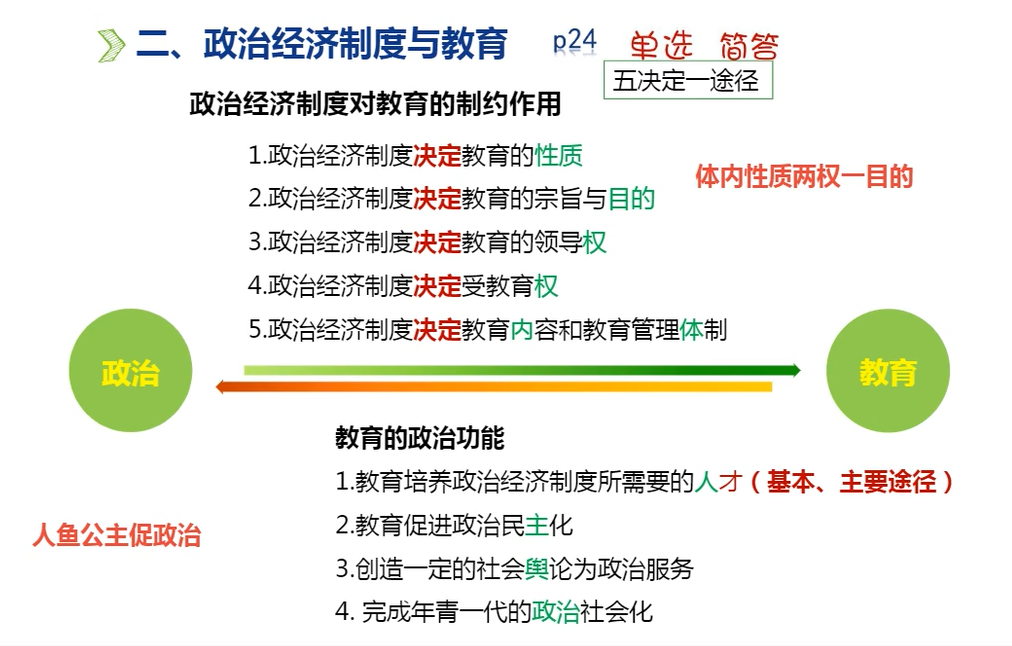 二、政治经济制度与教育 p24 单选 简答
五决定一途径
政治经济制度对教育的制约作用
1.政治经济制度决定教育的性质
体内性质两权一目的
2.政治经济制度决定教育的宗旨与目的
3.政治经济制度决定教育的领导权
4.政治经济制度决定受教育权
5.政治经济制度决定教育内容和教育管理体制
政治
教育
教育的政治功能
1.教育培养政治经济制度所需要的人才（基本、主要途径）
2.教育促进政治民主化
人鱼公主促政治
3.创造一定的社会舆论为政治服务
4. 完成年青一代的政治社会化